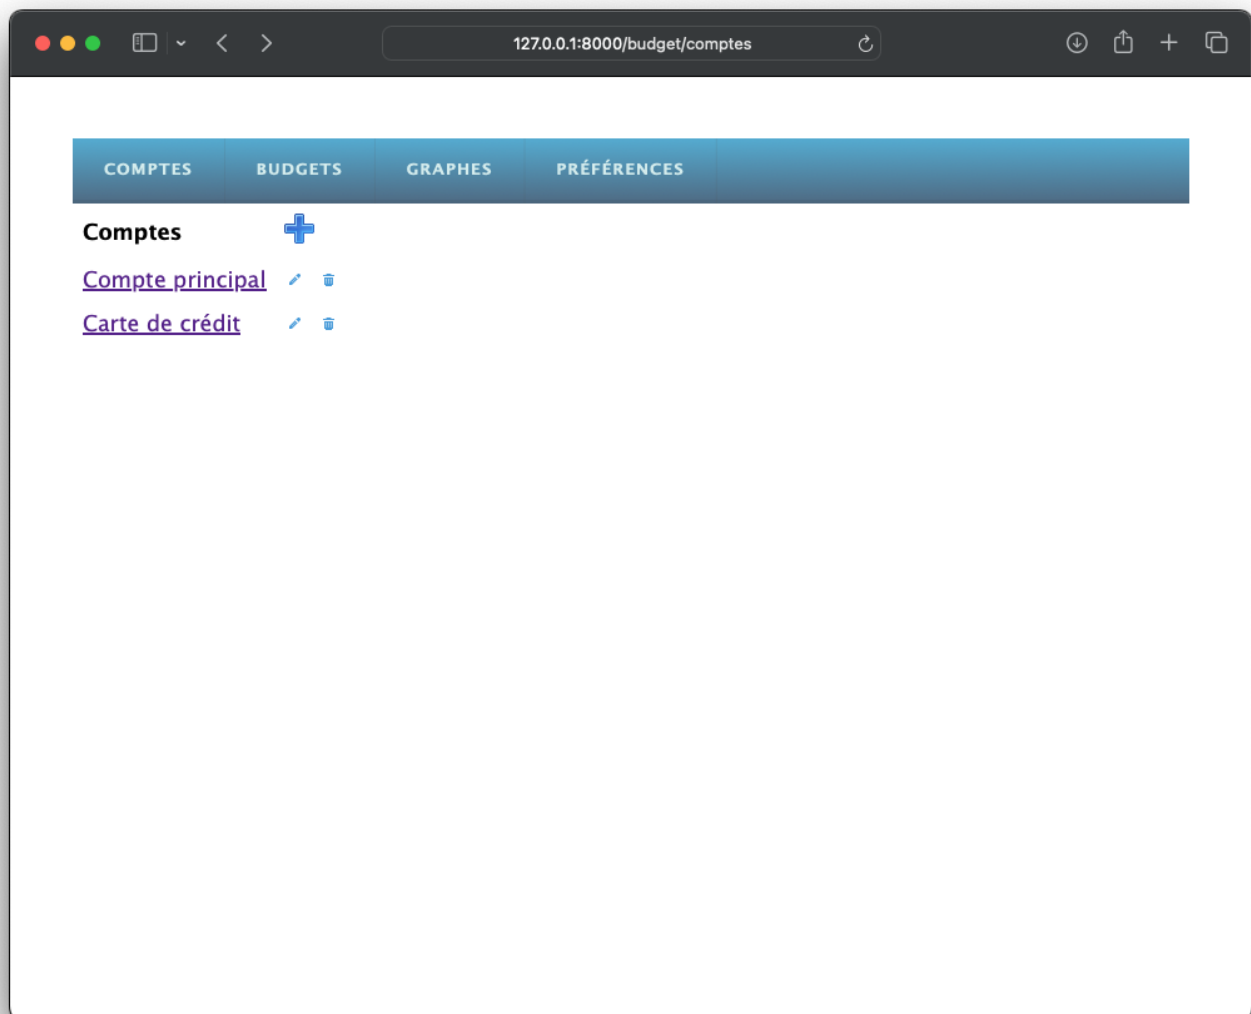 127.0.0.1:8000/budget/comptes
COMPTES BUDGETS GRAPHES PRÉFÉRENCES
Comptes
Compte principal
Carte de crédit